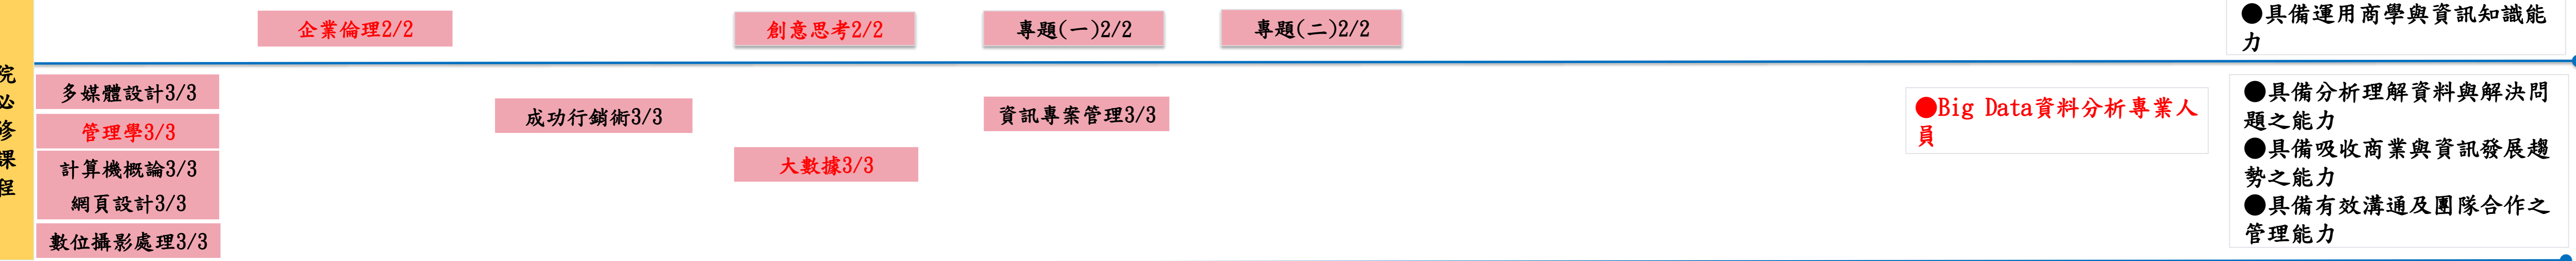 企業倫理2/2
創意思考2/2
專題(一)2/2
專題(二)2/2
●具備運用商學與資訊知識能
力
院
必
修
課
程
多媒體設計3/3
管理學3/3
計算機概論3/3
網頁設計3/3
數位攝影處理3/3
成功行銷術3/3
大數據3/3
資訊專案管理3/3
●Big Data資料分析專業人
員
●具備分析理解資料與解決問
題之能力
●具備吸收商業與資訊發展趨
勢之能力
●具備有效溝通及團隊合作之
管理能力